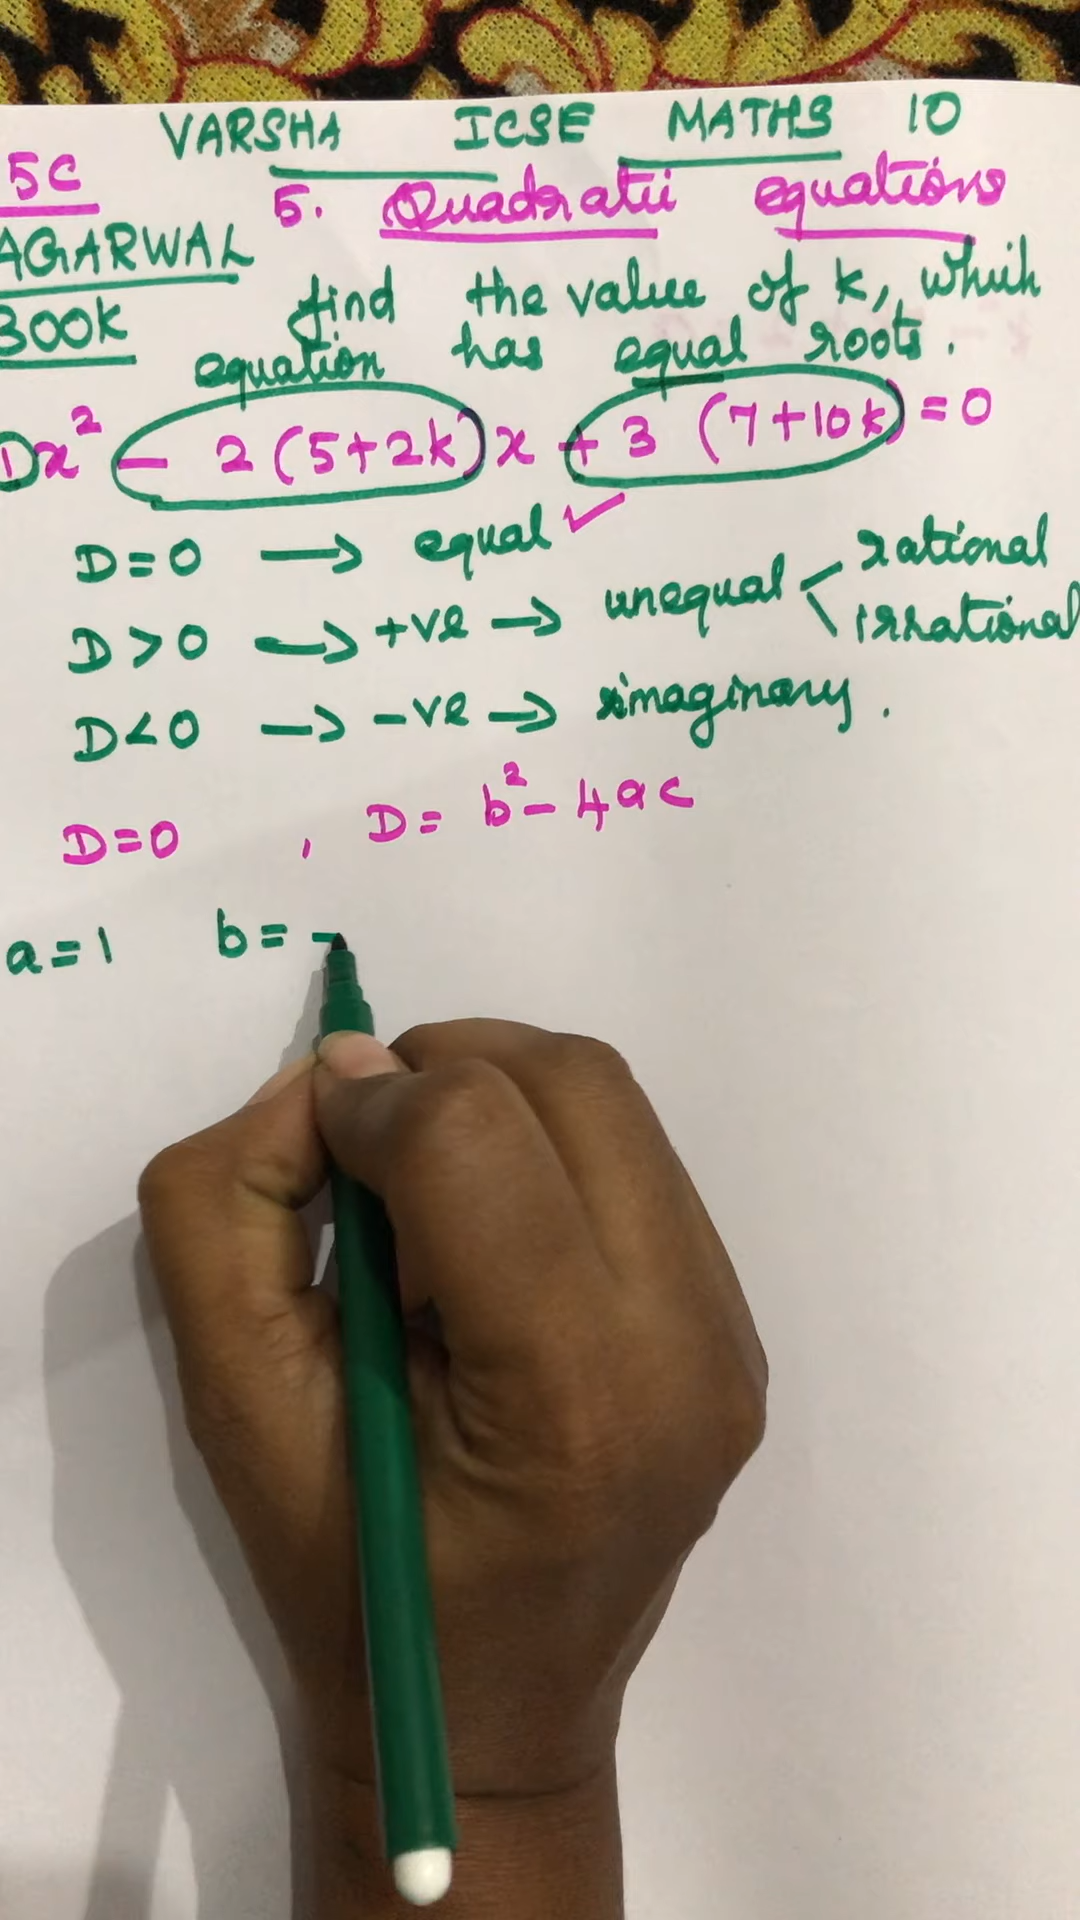 VARSHA ICSE MATHS 10
5C 5. Quadratic equations
AGARWAL
BOOK find the value of k, which
equation has equal roots.
1)x² - 2(5+2k)x + 3(7+10k)=0
D=0 → equal ✓
D>0 → +ve → unequal < rational
irrational
D<0 → -ve → imaginary.
D=0 , D= b²-4ac
a=1 b= -